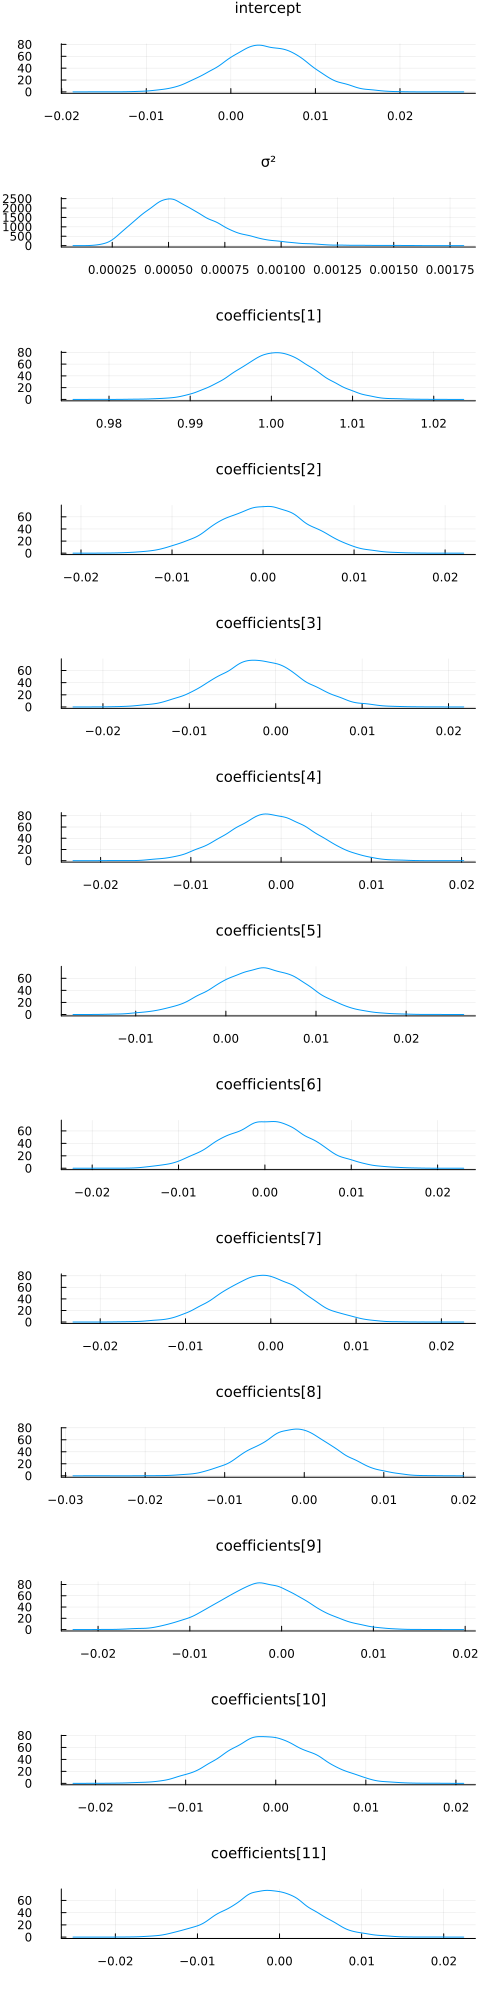 intercept
80
60
40
20
0
−0.02 −0.01 0.00 0.01 0.02
σ²
2500
2000
1500
1000
500
0
0.00025 0.00050 0.00075 0.00100 0.00125 0.00150 0.00175
coefficients[1]
80
60
40
20
0
0.98 0.99 1.00 1.01 1.02
coefficients[2]
60
40
20
0
−0.02 −0.01 0.00 0.01 0.02
coefficients[3]
60
40
20
0
−0.02 −0.01 0.00 0.01 0.02
coefficients[4]
80
60
40
20
0
−0.02 −0.01 0.00 0.01 0.02
coefficients[5]
60
40
20
0
−0.01 0.00 0.01 0.02
coefficients[6]
60
40
20
0
−0.02 −0.01 0.00 0.01 0.02
coefficients[7]
80
60
40
20
0
−0.02 −0.01 0.00 0.01 0.02
coefficients[8]
80
60
40
20
0
−0.03 −0.02 −0.01 0.00 0.01 0.02
coefficients[9]
80
60
40
20
0
−0.02 −0.01 0.00 0.01 0.02
coefficients[10]
80
60
40
20
0
−0.02 −0.01 0.00 0.01 0.02
coefficients[11]
60
40
20
0
−0.02 −0.01 0.00 0.01 0.02